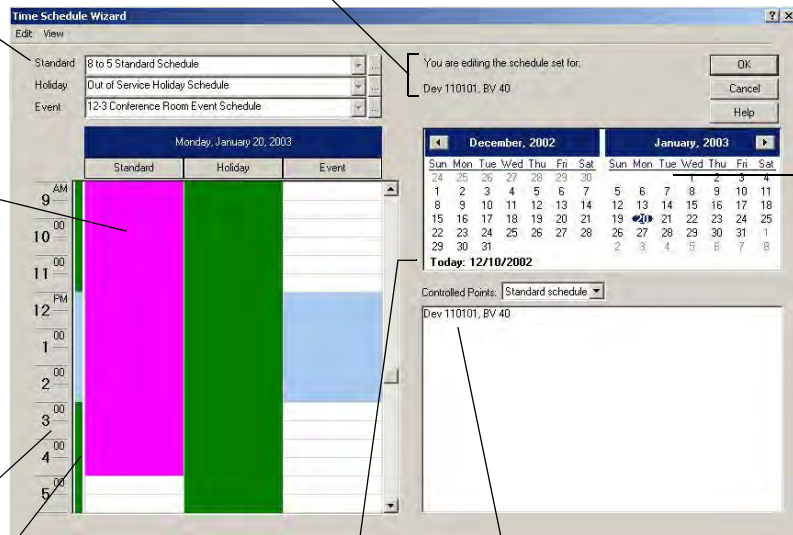 Time Schedule Wizard
Edit View
Standard 8 to 5 Standard Schedule
Holiday Out of Service Holiday Schedule
Event 12-3 Conference Room Event Schedule
You are editing the schedule set for:
Dev 110101, BV 40
OK
Cancel
Help
Monday, January 20, 2003
Standard Holiday Event
9 AM
10 00
11 00
12 PM
1 00
2 00
3 00
4 00
5 00
December, 2002
Sun Mon Tue Wed Thu Fri Sat
24 25 26 27 28 29 30
1 2 3 4 5 6 7
8 9 10 11 12 13 14
15 16 17 18 19 20 21
22 23 24 25 26 27 28
29 30 31
January, 2003
Sun Mon Tue Wed Thu Fri Sat
1 2 3 4
5 6 7 8 9 10 11
12 13 14 15 16 17 18
19 20 21 22 23 24 25
26 27 28 29 30 31 1
2 3 4 5 6 7 8
Today: 12/10/2002
Controlled Points: Standard schedule
Dev 110101, BV 40